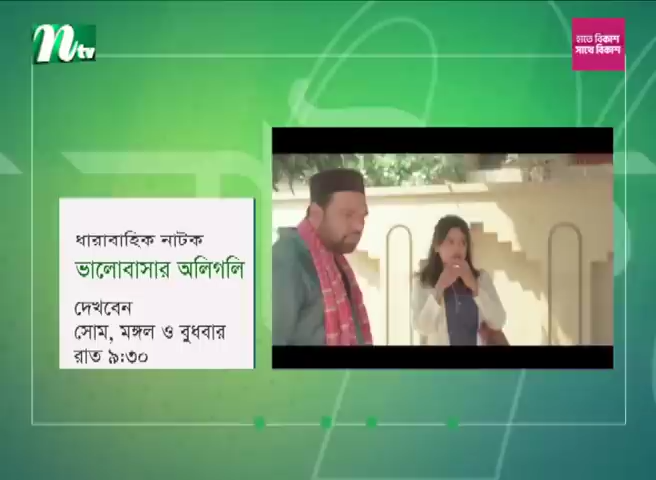 ntv
হাতে বিকাশ
সাথে বিকাশ
ধারাবাহিক নাটক
ভালোবাসার অলিগলি
দেখবেন
সোম, মঙ্গল ও বুধবার
রাত ৯:৩০